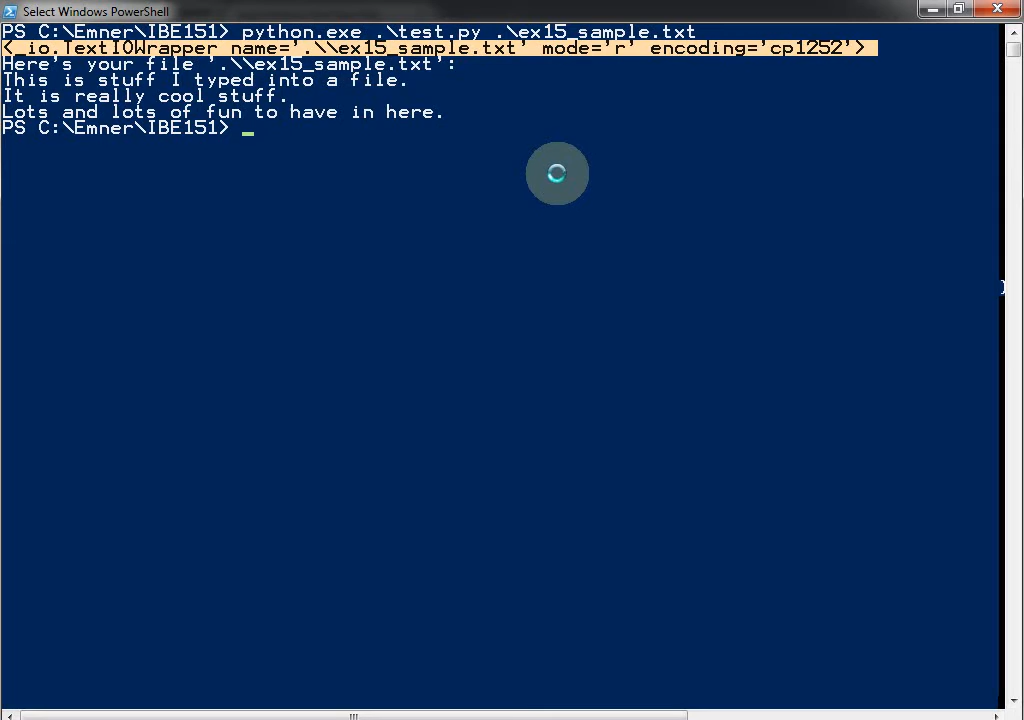 Select Windows PowerShell
PS C:\Emner\IBE151> python.exe .\test.py .\ex15_sample.txt
<_io.TextIOWrapper name='.\\ex15_sample.txt' mode='r' encoding='cp1252'>
Here's your file '.\\ex15_sample.txt':
This is stuff I typed into a file.
It is really cool stuff.
Lots and lots of fun to have in here.
PS C:\Emner\IBE151>